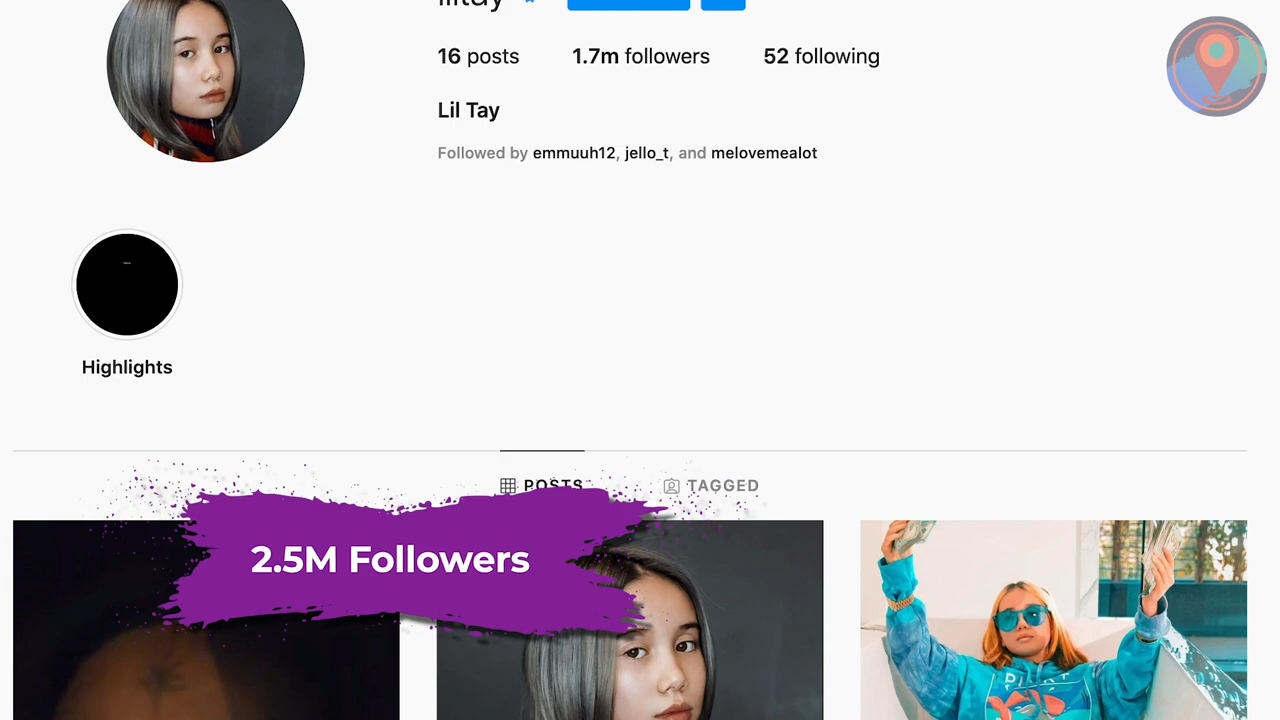 liltay
16 posts 1.7m followers 52 following
Lil Tay
Followed by emmuuh12, jello_t, and melovemealot
Highlights
POSTS TAGGED
2.5M Followers